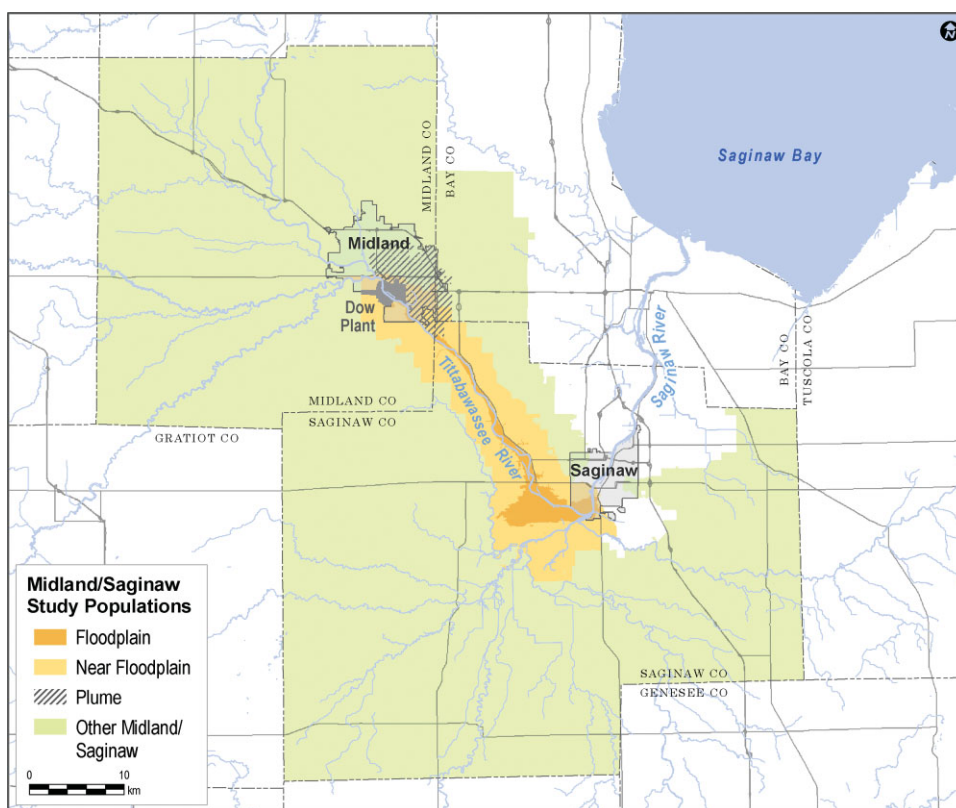 N
Saginaw Bay
MIDLAND CO
BAY CO
Midland
Dow
Plant
Saginaw River
BAY CO
TUSCOLA CO
Tittabawassee River
MIDLAND CO
SAGINAW CO
GRATIOT CO
Saginaw
SAGINAW CO
GENESEE CO
Midland/Saginaw
Study Populations
Floodplain
Near Floodplain
Plume
Other Midland/
Saginaw
0 10
km